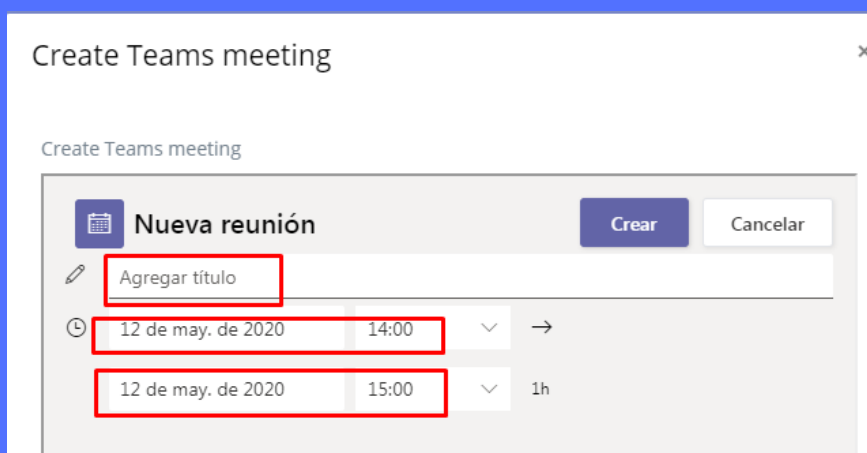 Create Teams meeting
Create Teams meeting
Nueva reunión Crear Cancelar
Agregar título
12 de may. de 2020 14:00
12 de may. de 2020 15:00 1h